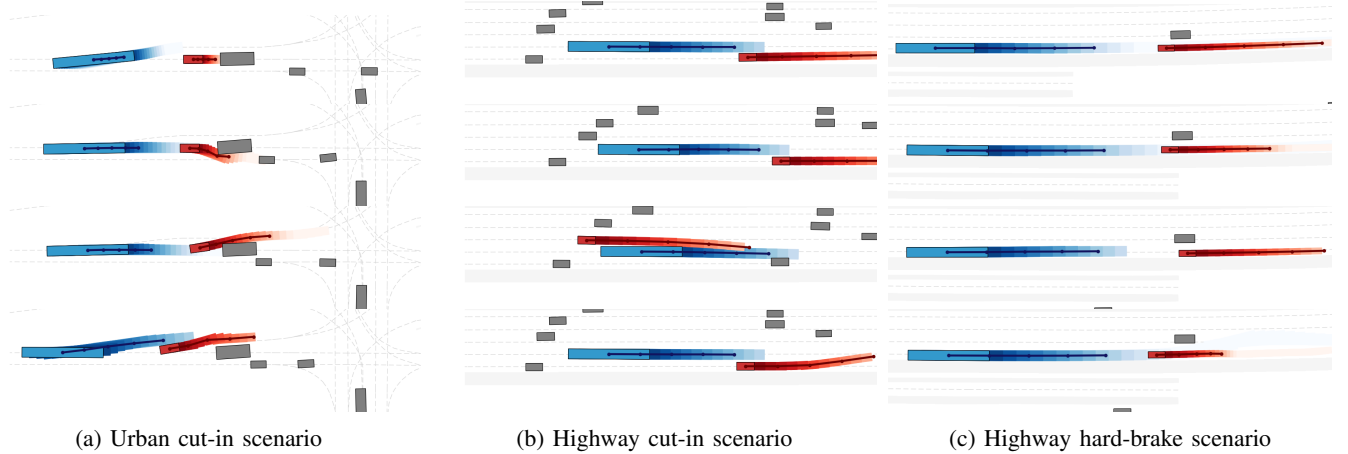 (a) Urban cut-in scenario
(b) Highway cut-in scenario
(c) Highway hard-brake scenario